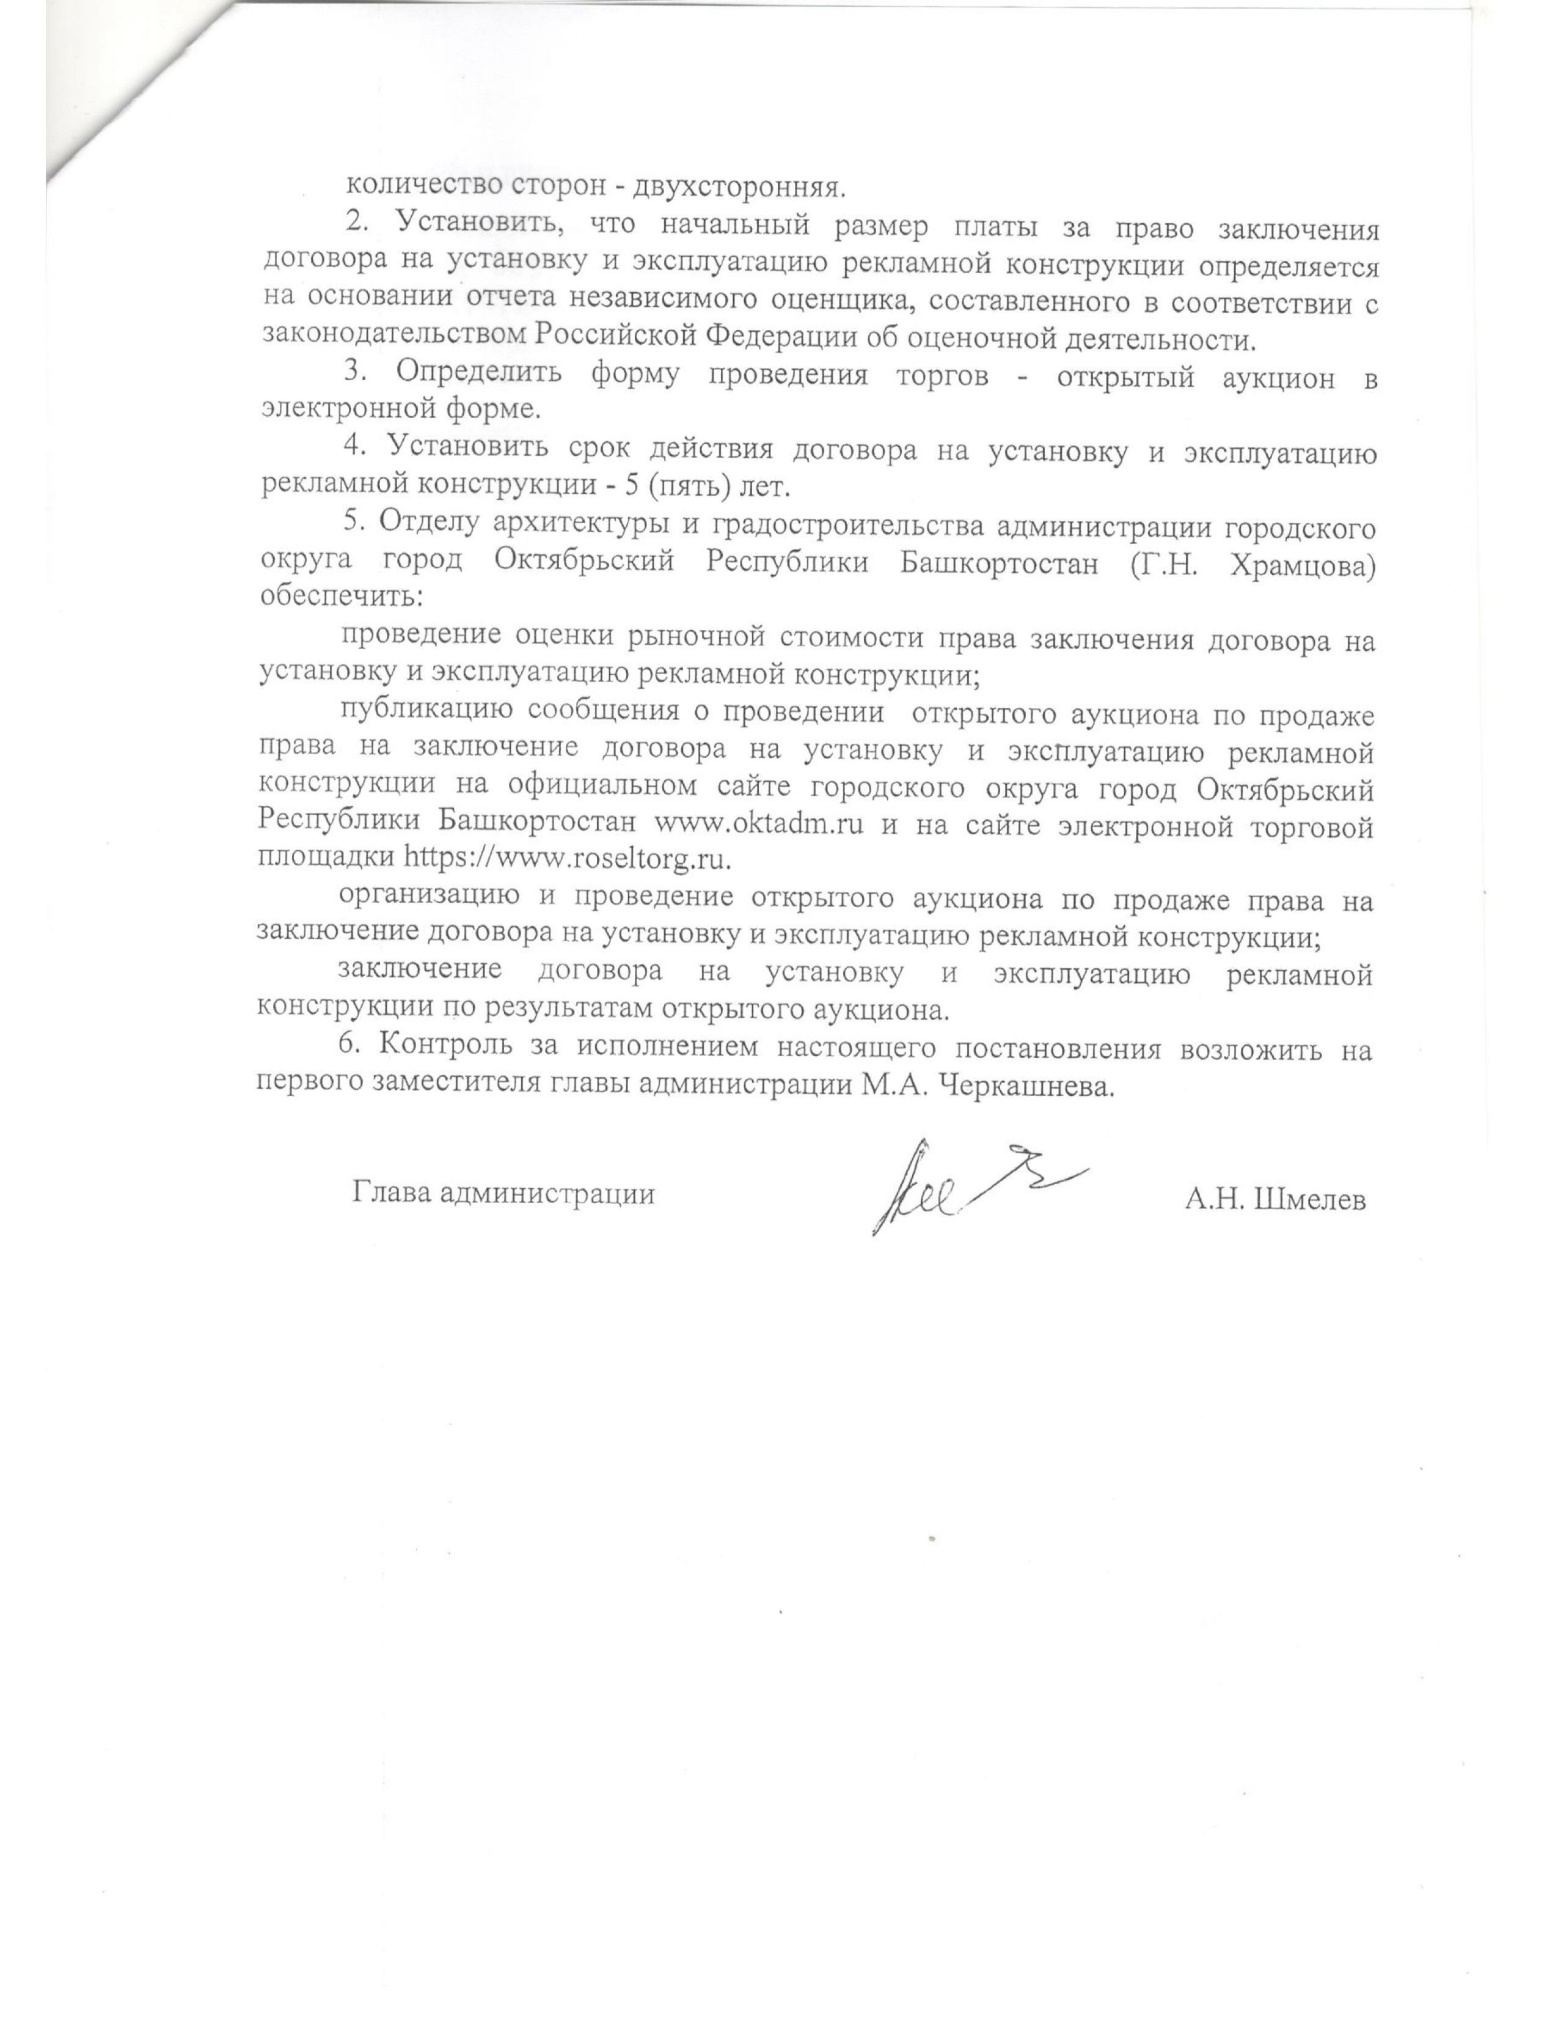 количество сторон - двухсторонняя.
2. Установить, что начальный размер платы за право заключения
договора на установку и эксплуатацию рекламной конструкции определяется
на основании отчета независимого оценщика, составленного в соответствии с
законодательством Российской Федерации об оценочной деятельности.
3. Определить форму проведения торгов - открытый аукцион в
электронной форме.
4. Установить срок действия договора на установку и эксплуатацию
рекламной конструкции - 5 (пять) лет.
5. Отделу архитектуры и градостроительства администрации городского
округа город Октябрьский Республики Башкортостан (Г.Н. Храмцова)
обеспечить:
проведение оценки рыночной стоимости права заключения договора на
установку и эксплуатацию рекламной конструкции;
публикацию сообщения о проведении открытого аукциона по продаже
права на заключение договора на установку и эксплуатацию рекламной
конструкции на официальном сайте городского округа город Октябрьский
Республики Башкортостан www.oktadm.ru и на сайте электронной торговой
площадки https://www.roseltorg.ru.
организацию и проведение открытого аукциона по продаже права на
заключение договора на установку и эксплуатацию рекламной конструкции;
заключение договора на установку и эксплуатацию рекламной
конструкции по результатам открытого аукциона.
6. Контроль за исполнением настоящего постановления возложить на
первого заместителя главы администрации М.А. Черкашнева.
Глава администрации А.Н. Шмелев